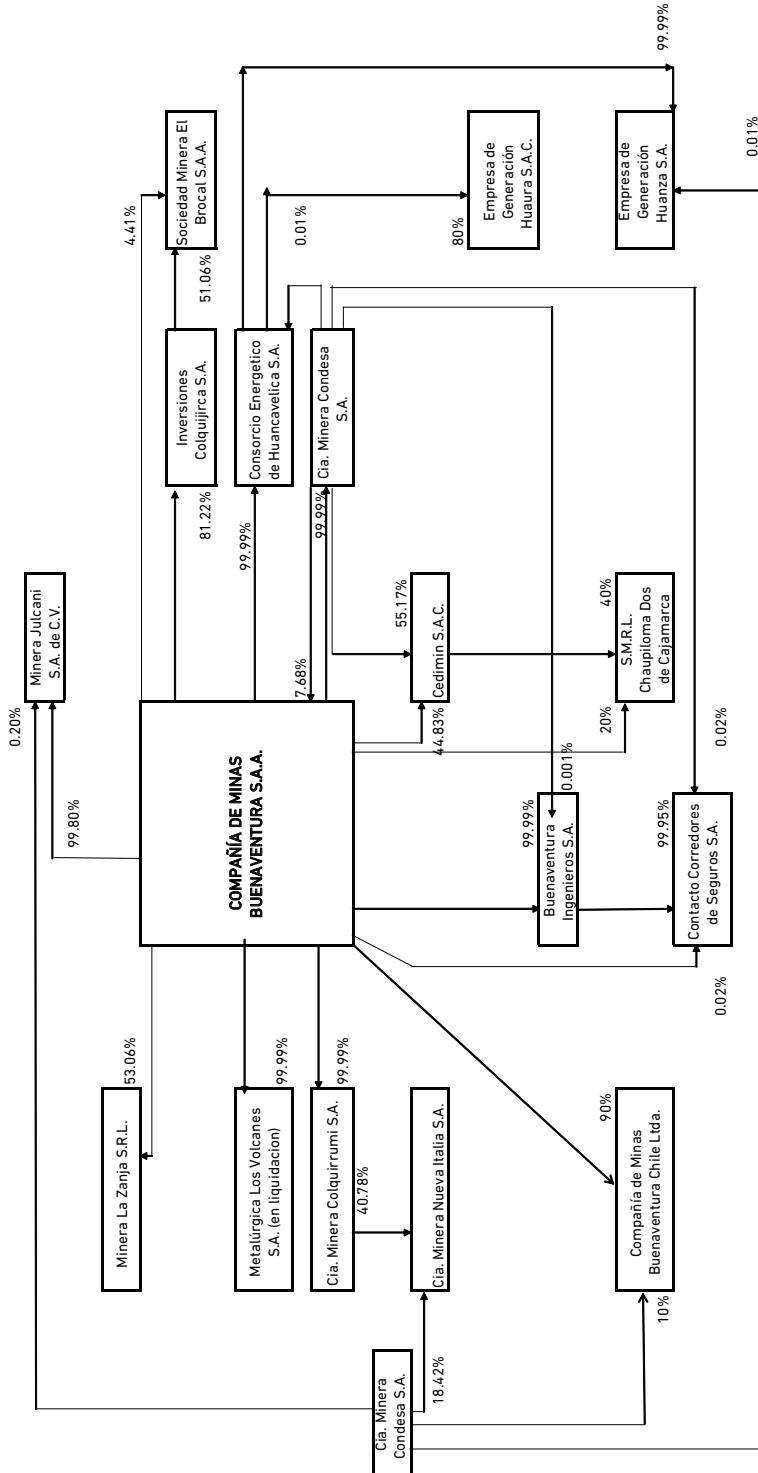 0.20%
Minera Julcani
S.A. de C.V.
99.80%
Minera La Zanja S.R.L.
53.06%
4.41%
Inversiones
Colquijirca S.A.
Sociedad Minera El
Brocal S.A.A.
81.22%
51.06%
COMPAÑÍA DE MINAS
BUENAVENTURA S.A.A.
Metalúrgica Los Volcanes
S.A. (en liquidacion)
99.99%
99.99%
Consorcio Energetico
de Huancavelica S.A.
0.01%
Cia. Minera Colquirrumi S.A.
99.99%
7.68%
99.99%
Cia. Minera Condesa
S.A.
40.78%
Cia. Minera
Condesa S.A.
18.42%
Cia. Minera Nueva Italia S.A.
44.83%
Cedimin S.A.C.
55.17%
80%
Empresa de
Generación
Huaura S.A.C.
99.99%
Buenaventura
Ingenieros S.A.
0.001%
90%
Compañía de Minas
Buenaventura Chile Ltda.
10%
20%
S.M.R.L.
Chaupiloma Dos
de Cajamarca
40%
Empresa de
Generación
Huanza S.A.
99.99%
99.95%
Contacto Corredores
de Seguros S.A.
0.02%
0.02%
0.01%